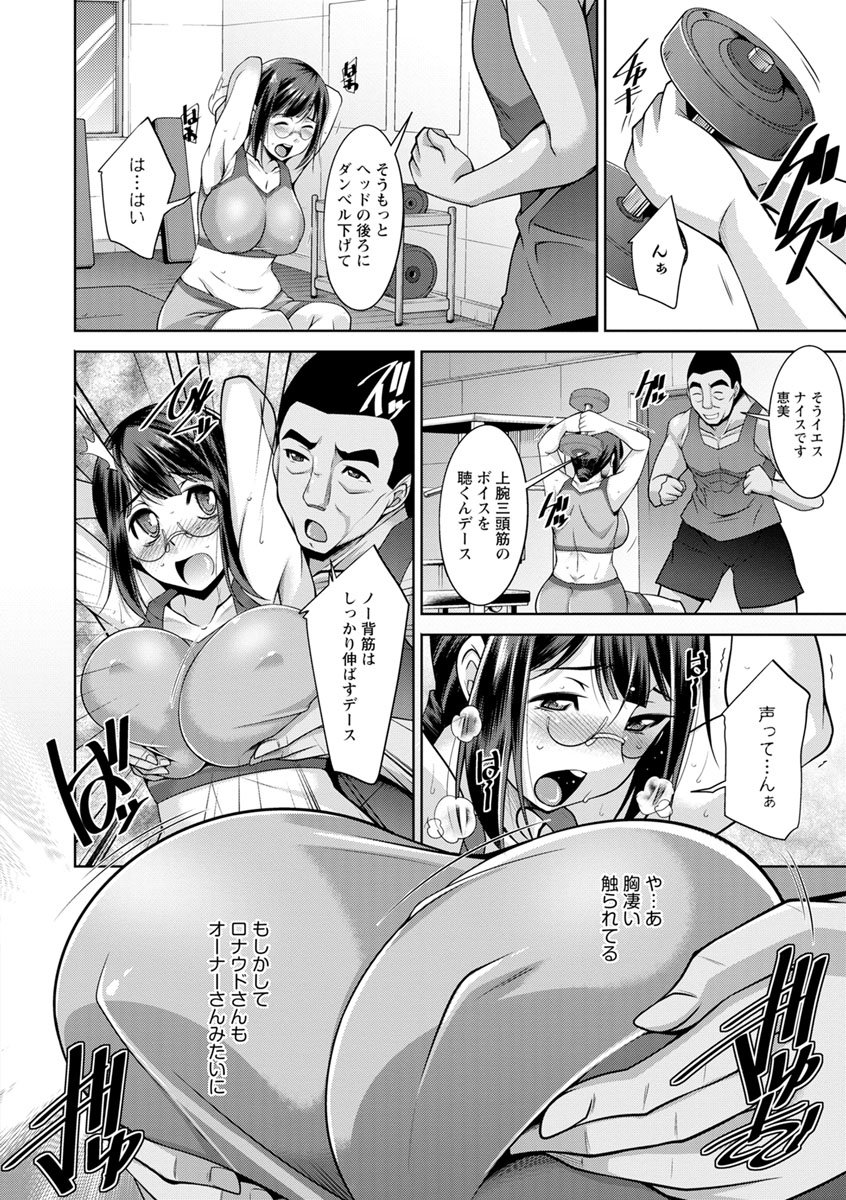 んぁ
そうもっと
ヘッドの後ろに
ダンベル下げて
は…はい
そうイエス
ナイスです
恵美
上腕三頭筋の
ボイスを
聴くんデース
声って…んぁ
はぁ
ノー背筋は
しっかり伸ばすデース
や…あ
胸凄い
触られてる
もしかして
ロナウドさんも
オーナーさんみたいに